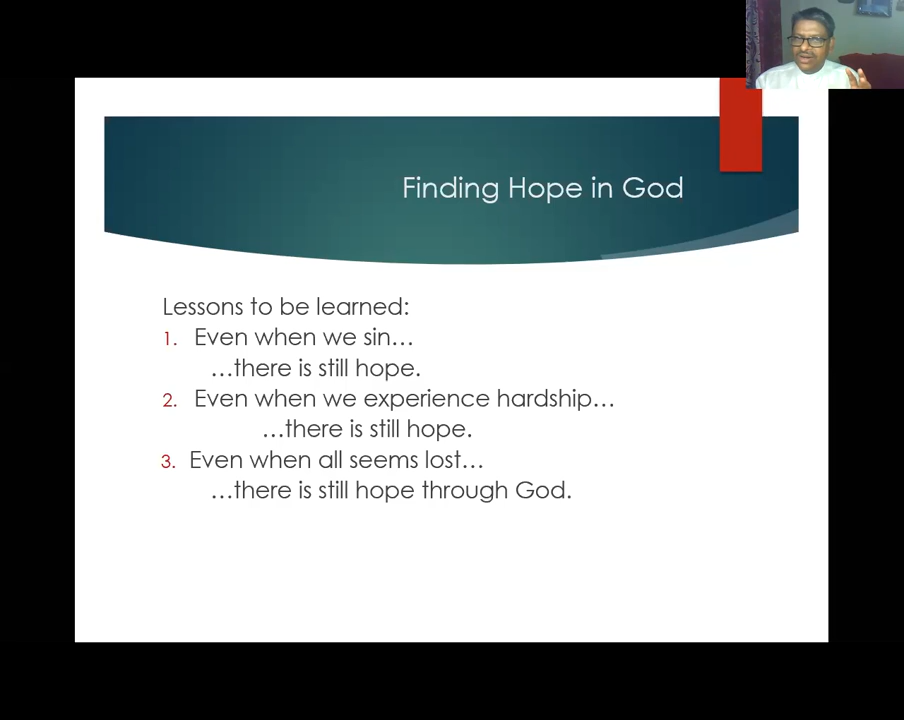 Finding Hope in God
Lessons to be learned:
1. Even when we sin…
…there is still hope.
2. Even when we experience hardship…
…there is still hope.
3. Even when all seems lost…
…there is still hope through God.